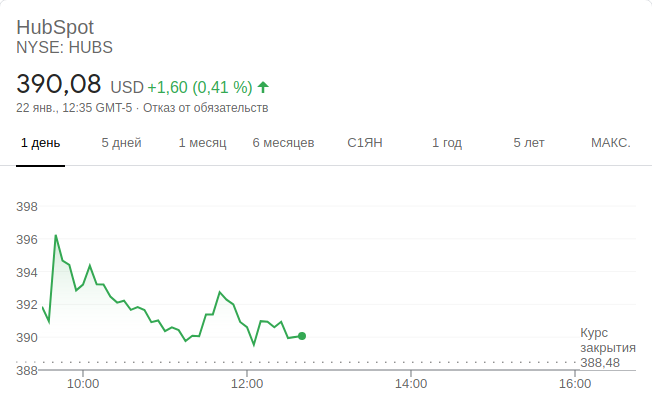 HubSpot
NYSE: HUBS
390,08 USD +1,60 (0,41 %)
22 янв., 12:35 GMT-5 · Отказ от обязательств
1 день 5 дней 1 месяц 6 месяцев С1ЯН 1 год 5 лет МАКС.
398
396
394
392
390
388
Курс
закрытия
388,48
10:00 12:00 14:00 16:00